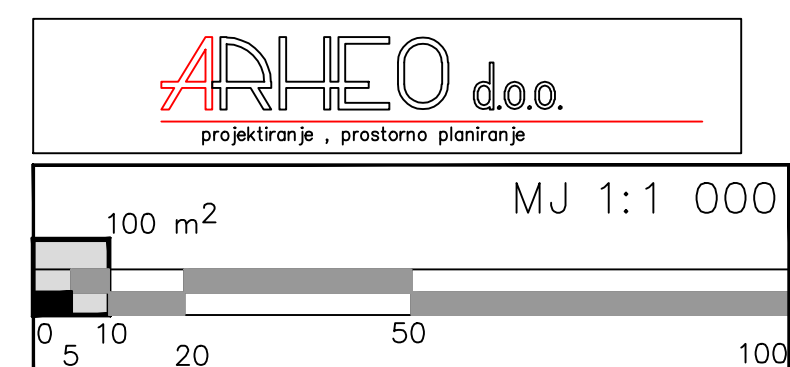 ARHEO d.o.o.
projektiranje , prostorno planiranje
MJ 1:1 000
100 m²
0 10 50
5 20 100